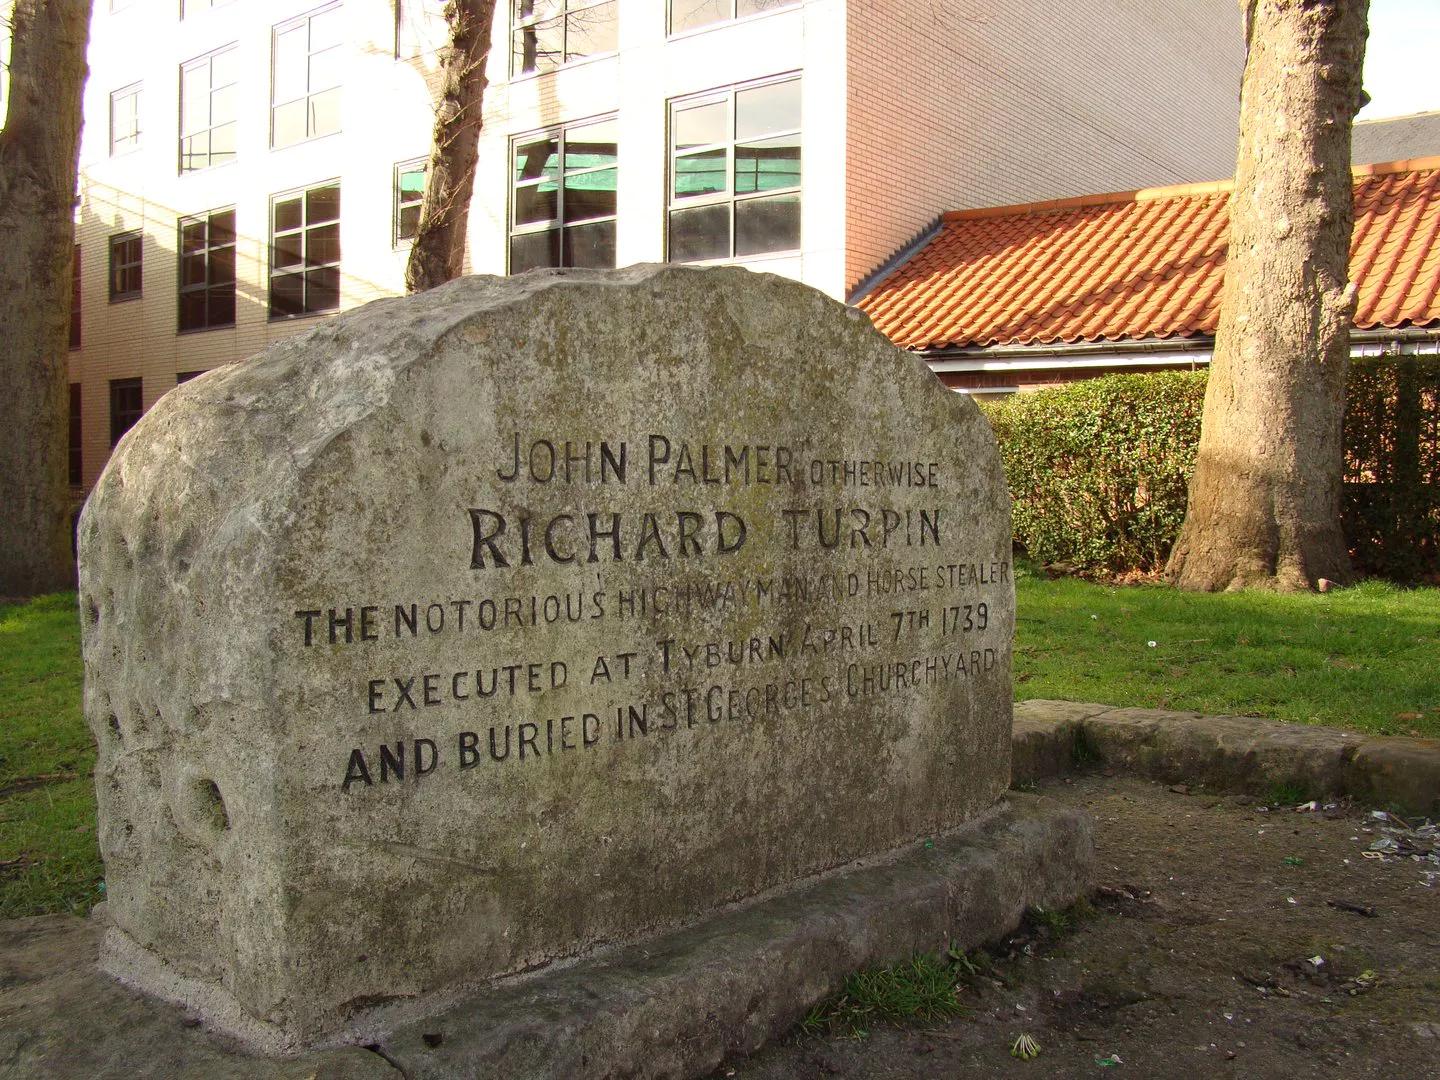 JOHN PALMER OTHERWISE
RICHARD TURPIN
THE NOTORIOUS HIGHWAYMAN AND HORSE STEALER
EXECUTED AT TYBURN APRIL 7TH 1739
AND BURIED IN ST GEORGES CHURCHYARD